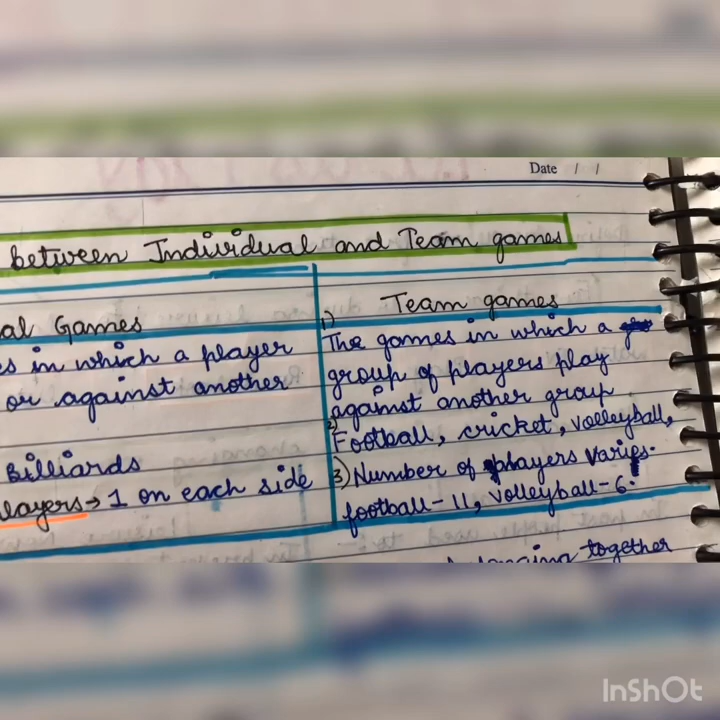 Date / /
between Individual and Team games
al Games
es in which a player
or against another
Billiards
layers→ 1 on each side
Team games
1)
The games in which a
group of players play
against another group
2)
Football, cricket, volleyball,
3) Number of players varies.
football-11, volleyball-6.
together
InShOt